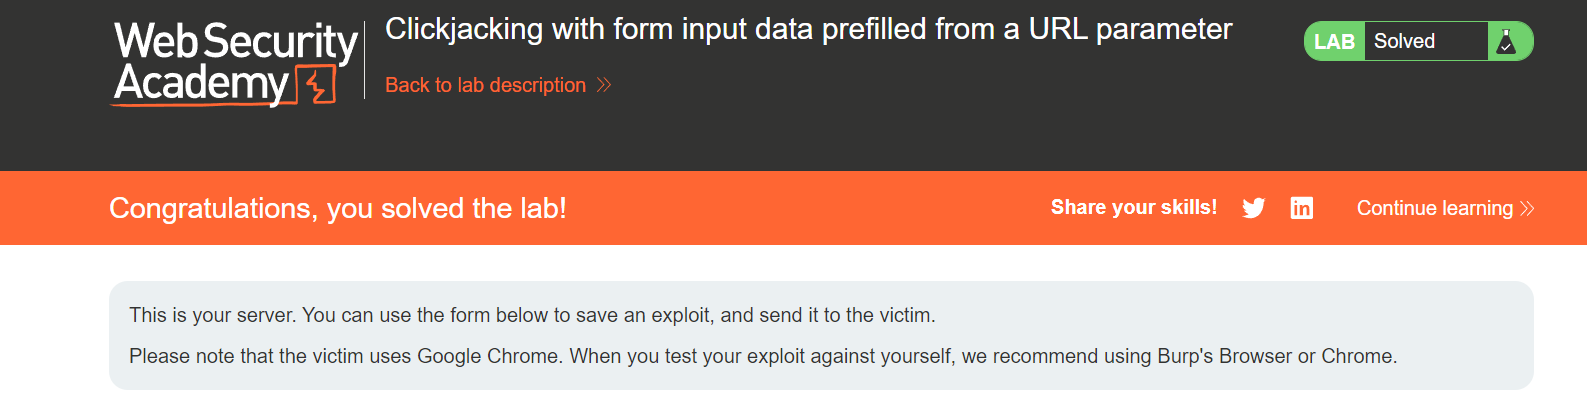 Web Security
Academy
Clickjacking with form input data prefilled from a URL parameter
Back to lab description
LAB Solved
Congratulations, you solved the lab!
Share your skills!
in
Continue learning
This is your server. You can use the form below to save an exploit, and send it to the victim.
Please note that the victim uses Google Chrome. When you test your exploit against yourself, we recommend using Burp's Browser or Chrome.